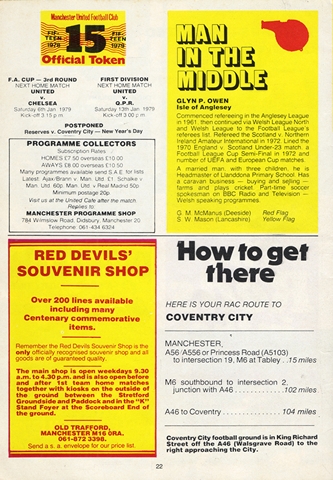 Manchester United Football Club
FIF
TEEN
1979
15
FIF
TEEN
1979
Official Token
F.A. CUP — 3rd ROUND
NEXT HOME MATCH
UNITED
v.
CHELSEA
Saturday 6th Jan. 1979
Kick-off 3.15 p.m
FIRST DIVISION
NEXT HOME MATCH
UNITED
v.
Q.P.R.
Saturday 13th Jan. 1979
Kick-off 3.00 p.m
POSTPONED
Reserves v. Coventry City — New Year's Day
PROGRAMME COLLECTORS
Subscription Rates:
HOMES £7.50 overseas £10.00
AWAYS £8.00 overseas £10.50
Many programmes available send S.A.E. for lists
Latest: Ajax/Brann v. Man. Utd. £1. Schalke v.
Man. Utd. 60p. Man. Utd. v Real Madrid 50p
Minimum postage 20p.
Visit us at the United Cafe after the match.
Replies to:
MANCHESTER PROGRAMME SHOP
784 Wilmslow Road, Didsbury, Manchester 20
Telephone: 061-434 6324
MAN
IN THE
MIDDLE
GLYN P. OWEN
Isle of Anglesey
Commenced refereeing in the Anglesey League
in 1961. then continued via Welsh League North
and Welsh League to the Football League's
referees list. Refereed the Scotland v. Northern
Ireland Amateur International in 1972. Lined the
1970 England v. Scotland Under-23 match, a
Football League Cup Semi-Final in 1972 and
number of UEFA and European Cup matches.
A married man, with three children, he is
Headmaster of Llanddona Primary School. Has
a caravan business — buying and selling —
farms and plays cricket. Part-time soccer
spokesman on BBC Radio and Television —
Welsh speaking programmes.
G. M. McManus (Deeside) Red Flag
S. W. Mason (Lancashire) Yellow Flag
RED DEVILS'
SOUVENIR SHOP
Over 200 lines available
including many
Centenary commemorative
items.
Remember the Red Devils Souvenir Shop is the
only officially recognised souvenir shop and all
goods are of guaranteed quality.
The main shop is open weekdays 9.30
a.m. to 4.30 p.m. and is also open before
and after 1st team home matches
together with kiosks on the outside of
the ground between the Stretford
Groundside and Paddock and in the "K"
Stand Foyer at the Scoreboard End of
the ground.
OLD TRAFFORD,
MANCHESTER M16 0RA.
061-872 3398.
Send a s. a. envelope for our price list.
How to get
there
HERE IS YOUR RAC ROUTE TO
COVENTRY CITY
MANCHESTER,
A56/A556 or Princess Road (A5103)
to intersection 19, M6 at Tabley . . 15 miles
M6 southbound to intersection 2,
junction with A46 . . . . . . . . . . . 102 miles
A46 to Coventry . . . . . . . . . . . . 104 miles
Coventry City football ground is in King Richard
Street off the A46 (Walsgrave Road) to the
right approaching the City.
22